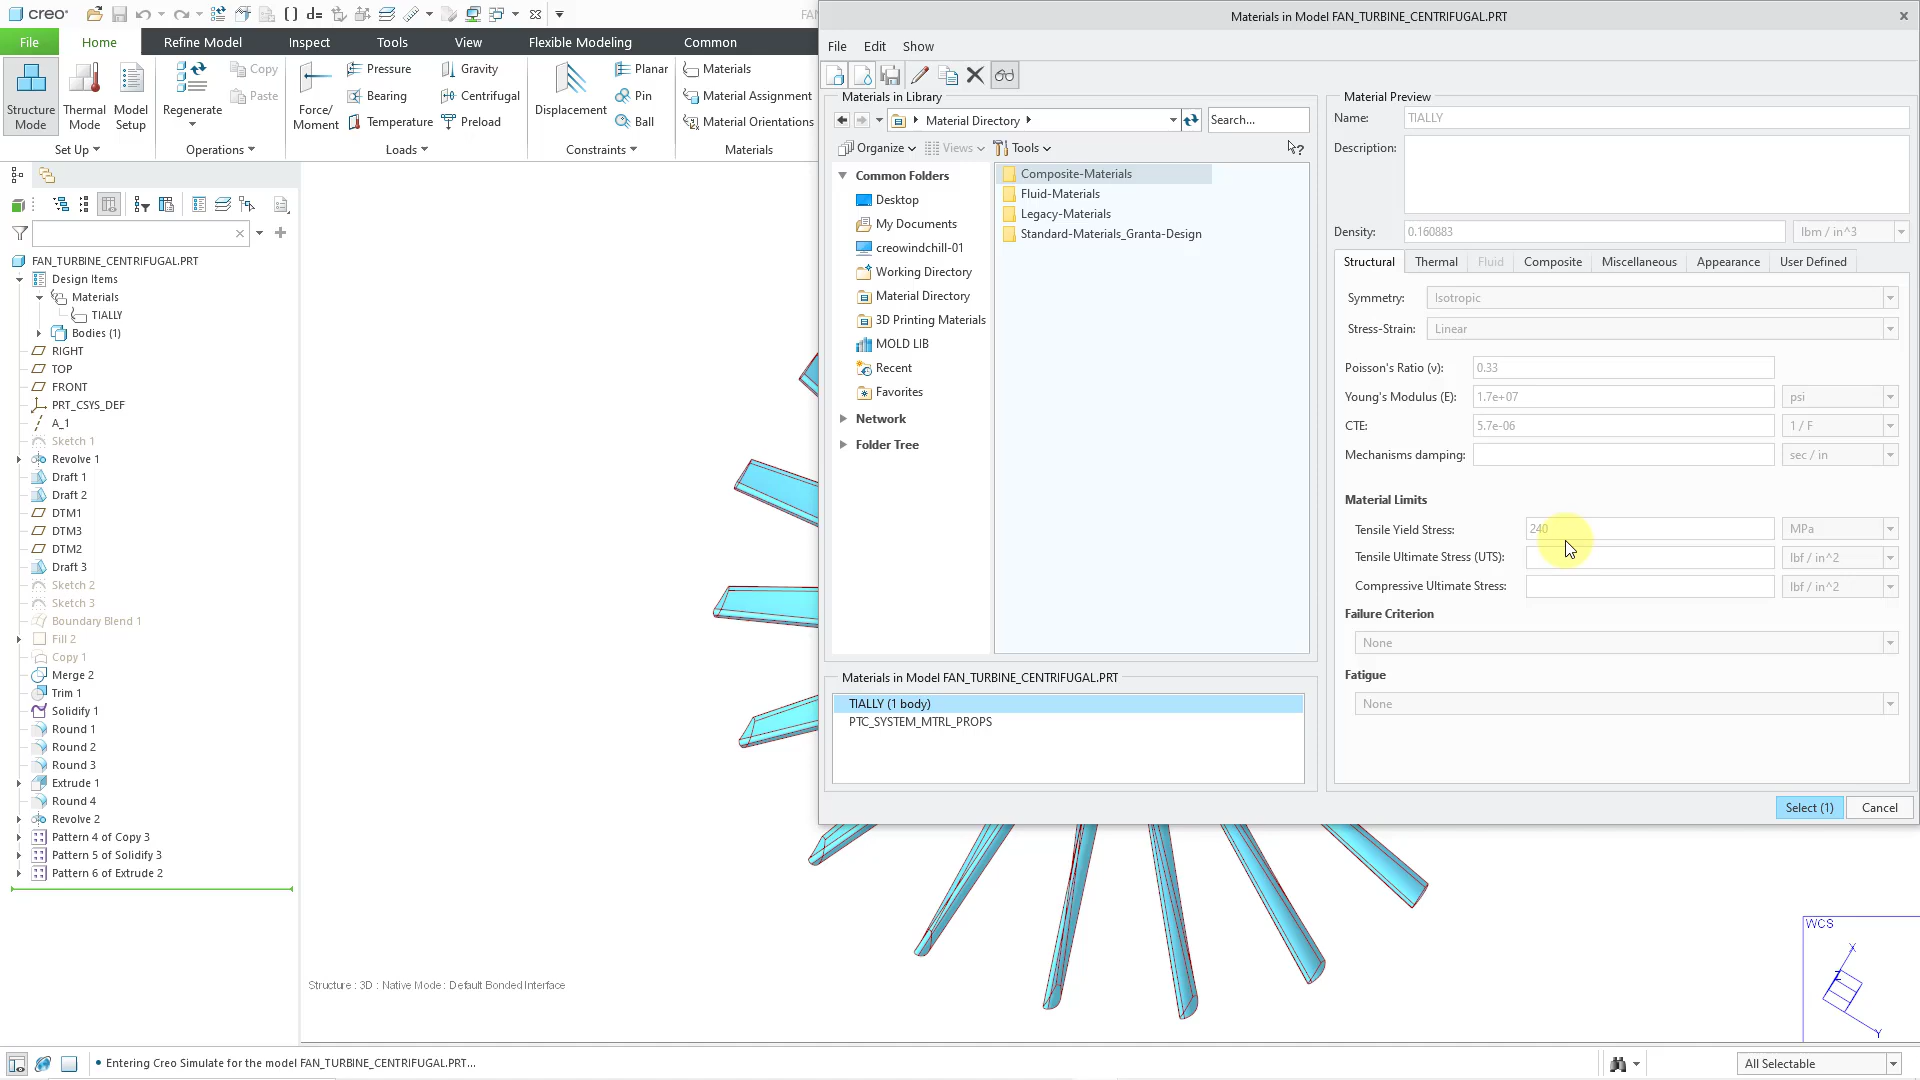 creo
FAN
Materials in Model FAN_TURBINE_CENTRIFUGAL.PRT
File
Home
Refine Model
Inspect
Tools
View
Flexible Modeling
Common
Structure
Mode
Thermal
Mode
Model
Setup
Set Up
Regenerate
Copy
Paste
Operations
Force/
Moment
Pressure
Bearing
Temperature
Gravity
Centrifugal
Preload
Loads
Displacement
Planar
Pin
Ball
Constraints
Materials
Material Assignment
Material Orientations
Materials
FAN_TURBINE_CENTRIFUGAL.PRT
Design Items
Materials
TIALLY
Bodies (1)
RIGHT
TOP
FRONT
PRT_CSYS_DEF
A_1
Sketch 1
Revolve 1
Draft 1
Draft 2
DTM1
DTM3
DTM2
Draft 3
Sketch 2
Sketch 3
Boundary Blend 1
Fill 2
Copy 1
Merge 2
Trim 1
Solidify 1
Round 1
Round 2
Round 3
Extrude 1
Round 4
Revolve 2
Pattern 4 of Copy 3
Pattern 5 of Solidify 3
Pattern 6 of Extrude 2
File
Edit
Show
Materials in Library
Material Directory
Search...
Organize
Views
Tools
Common Folders
Desktop
My Documents
creowindchill-01
Working Directory
Material Directory
3D Printing Materials
MOLD LIB
Recent
Favorites
Network
Folder Tree
Composite-Materials
Fluid-Materials
Legacy-Materials
Standard-Materials_Granta-Design
Materials in Model FAN_TURBINE_CENTRIFUGAL.PRT
TIALLY (1 body)
PTC_SYSTEM_MTRL_PROPS
Material Preview
Name: TIALLY
Description:
Density: 0.160883 lbm / in^3
Structural
Thermal
Fluid
Composite
Miscellaneous
Appearance
User Defined
Symmetry: Isotropic
Stress-Strain: Linear
Poisson's Ratio (ν): 0.33
Young's Modulus (E): 1.7e+07 psi
CTE: 5.7e-06 1 / F
Mechanisms damping: sec / in
Material Limits
Tensile Yield Stress: 240 MPa
Tensile Ultimate Stress (UTS): lbf / in^2
Compressive Ultimate Stress: lbf / in^2
Failure Criterion
None
Fatigue
None
Select (1)
Cancel
WCS
X
Z
Y
Structure : 3D : Native Mode : Default Bonded Interface
• Entering Creo Simulate for the model FAN_TURBINE_CENTRIFUGAL.PRT...
All Selectable